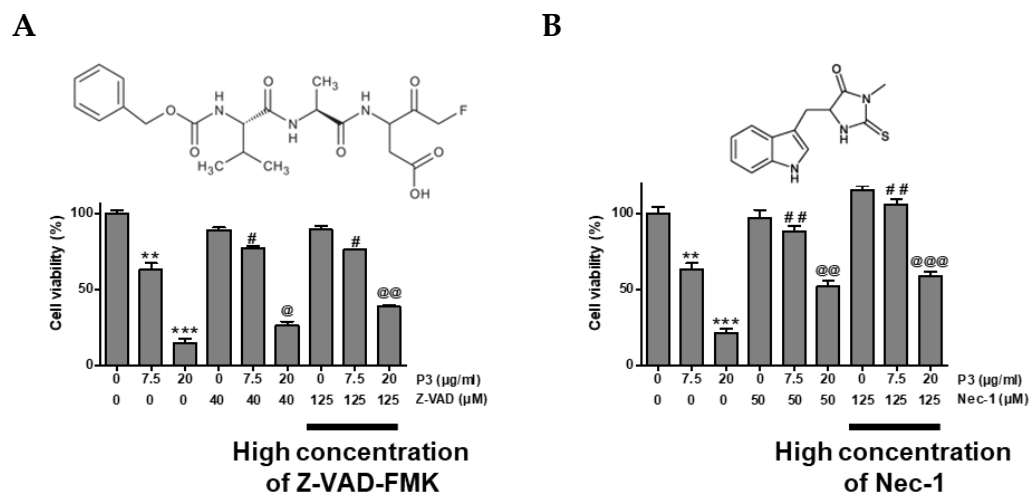 A
B
CH₃
O
O
H
N
O
N
H
H
N
O
O
F
O
H₃C
CH₃
O
OH
O
N
HN
S
N
H
Cell viability (%)
100
50
0
**
***
#
@
#
@@
0 7.5 20 0 7.5 20 0 7.5 20 P3 (µg/ml)
0 0 0 40 40 40 125 125 125 Z-VAD (µM)
High concentration
of Z-VAD-FMK
Cell viability (%)
100
50
0
**
***
# #
@@
# #
@@@
0 7.5 20 0 7.5 20 0 7.5 20 P3 (µg/ml)
0 0 0 50 50 50 125 125 125 Nec-1 (µM)
High concentration
of Nec-1